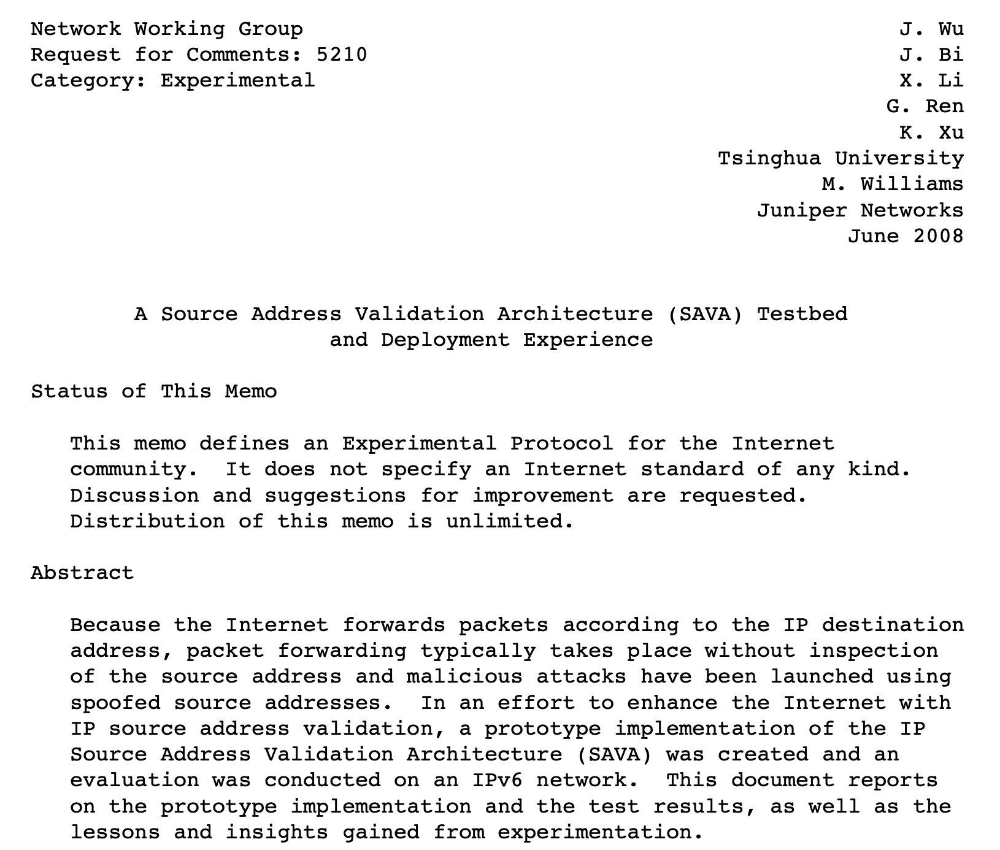 Network Working Group                                              J. Wu
Request for Comments: 5210                                         J. Bi
Category: Experimental                                             X. Li
                                                                  G. Ren
                                                                   K. Xu
                                                     Tsinghua University
                                                             M. Williams
                                                        Juniper Networks
                                                               June 2008

        A Source Address Validation Architecture (SAVA) Testbed
                       and Deployment Experience

Status of This Memo

   This memo defines an Experimental Protocol for the Internet
   community.  It does not specify an Internet standard of any kind.
   Discussion and suggestions for improvement are requested.
   Distribution of this memo is unlimited.

Abstract

   Because the Internet forwards packets according to the IP destination
   address, packet forwarding typically takes place without inspection
   of the source address and malicious attacks have been launched using
   spoofed source addresses.  In an effort to enhance the Internet with
   IP source address validation, a prototype implementation of the IP
   Source Address Validation Architecture (SAVA) was created and an
   evaluation was conducted on an IPv6 network.  This document reports
   on the prototype implementation and the test results, as well as the
   lessons and insights gained from experimentation.